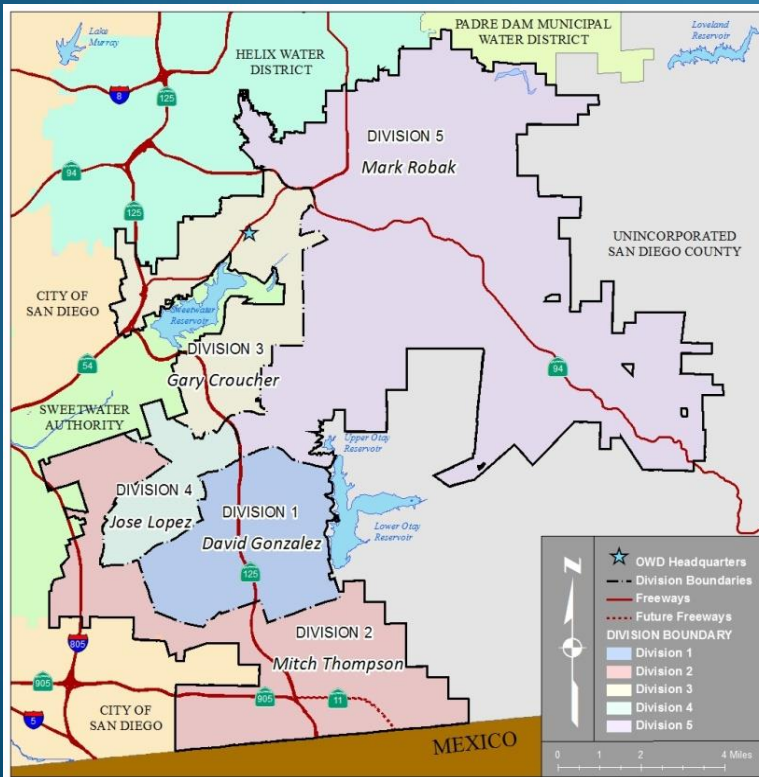 Lake
Murray
PADRE DAM MUNICIPAL
WATER DISTRICT
Loveland
Reservoir
HELIX WATER
DISTRICT
8
125
94
125
DIVISION 5
Mark Robak
UNINCORPORATED
SAN DIEGO COUNTY
CITY OF
SAN DIEGO
Sweetwater
Reservoir
DIVISION 3
Gary Croucher
54
94
SWEETWATER
AUTHORITY
Upper Otay
Reservoir
DIVISION 4
Jose Lopez
DIVISION 1
David Gonzalez
Lower Otay
Reservoir
125
DIVISION 2
Mitch Thompson
805
905
CITY OF
SAN DIEGO
905
11
5
MEXICO
N
OWD Headquarters
Division Boundaries
Freeways
Future Freeways
DIVISION BOUNDARY
Division 1
Division 2
Division 3
Division 4
Division 5
0 1 2 4 Miles